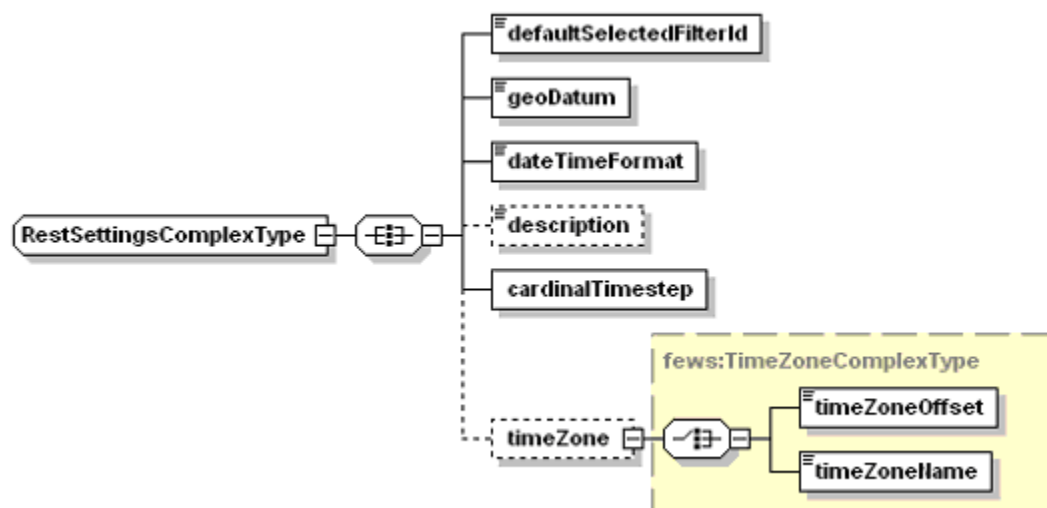 defaultSelectedFilterId
geoDatum
dateTimeFormat
RestSettingsComplexType
description
cardinalTimestep
fews:TimeZoneComplexType
timeZoneOffset
timeZone
timeZoneName